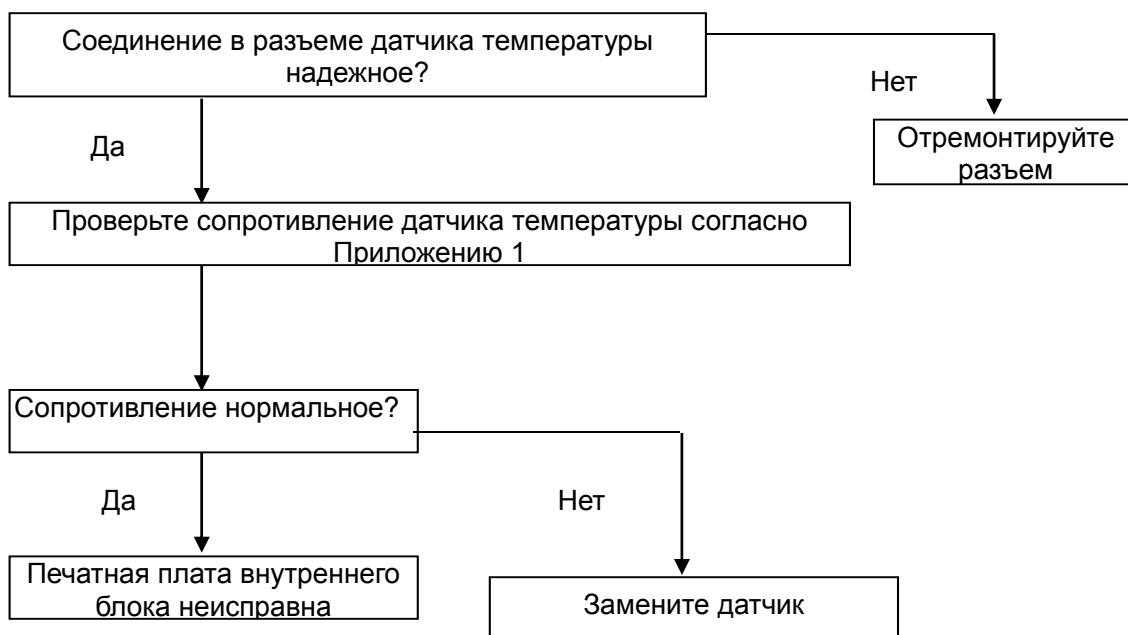 Соединение в разъеме датчика температуры
надежное?
Нет
Да
Отремонтируйте
разъем
Проверьте сопротивление датчика температуры согласно
Приложению 1
Сопротивление нормальное?
Да
Нет
Печатная плата внутреннего
блока неисправна
Замените датчик